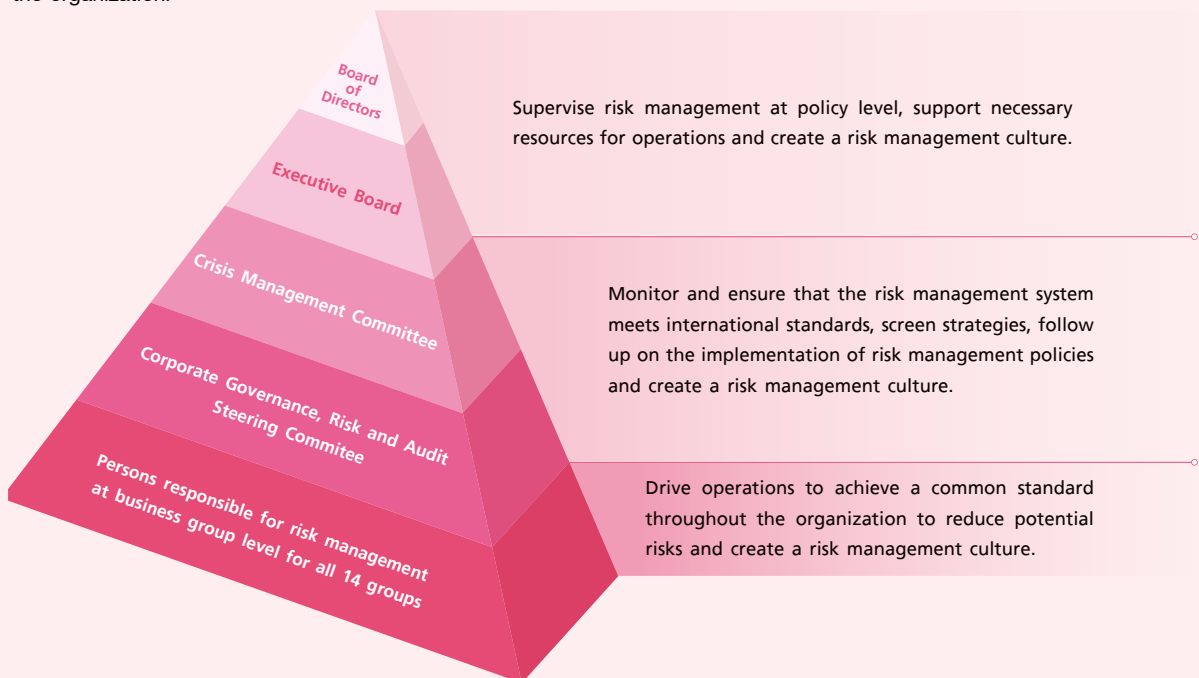 the organization.
Board
of
Directors
Supervise risk management at policy level, support necessary
resources for operations and create a risk management culture.
Executive Board
Crisis Management Committee
Monitor and ensure that the risk management system
meets international standards, screen strategies, follow
up on the implementation of risk management policies
and create a risk management culture.
Corporate Governance, Risk and Audit
Steering Commitee
Persons responsible for risk management
at business group level for all 14 groups
Drive operations to achieve a common standard
throughout the organization to reduce potential
risks and create a risk management culture.